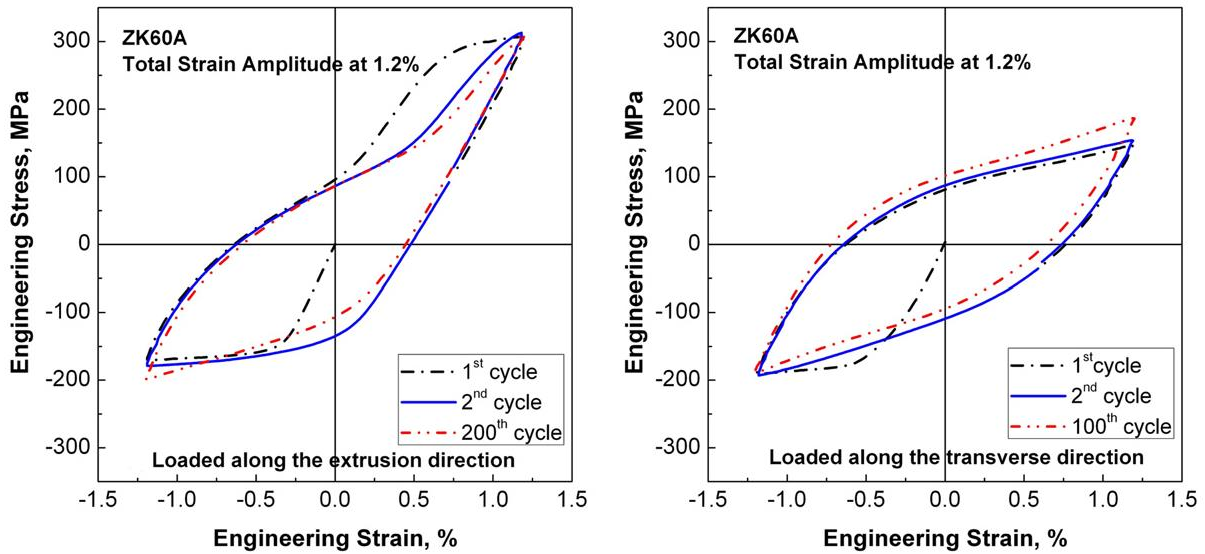 ZK60A
Total Strain Amplitude at 1.2%
Engineering Stress, MPa
300
200
100
0
-100
-200
-300
1st cycle
2nd cycle
200th cycle
Loaded along the extrusion direction
-1.5 -1.0 -0.5 0.0 0.5 1.0 1.5
Engineering Strain, %
ZK60A
Total Strain Amplitude at 1.2%
Engineering Stress, MPa
300
200
100
0
-100
-200
-300
1st cycle
2nd cycle
100th cycle
Loaded along the transverse direction
-1.5 -1.0 -0.5 0.0 0.5 1.0 1.5
Engineering Strain, %